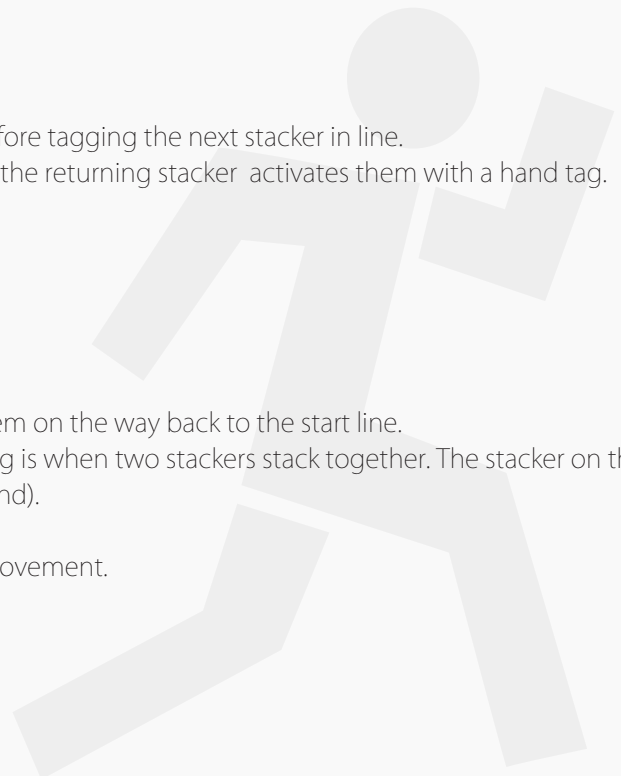 fore tagging the next stacker in line.
the returning stacker activates them with a hand tag.
em on the way back to the start line.
g is when two stackers stack together. The stacker on th
nd).
ovement.